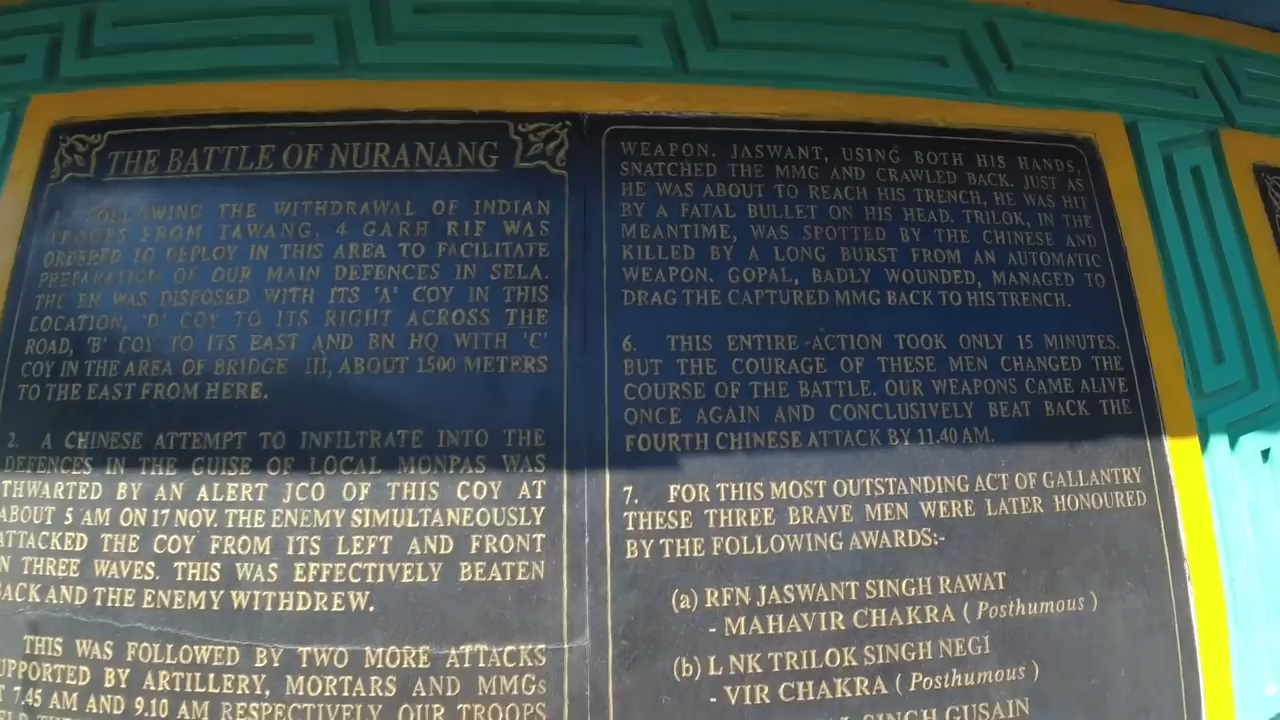 THE BATTLE OF NURANANG
1. FOLLOWING THE WITHDRAWAL OF INDIAN
TROOPS FROM TAWANG, 4 GARH RIF WAS
ORDERED TO DEPLOY IN THIS AREA TO FACILITATE
PREPARATION OF OUR MAIN DEFENCES IN SELA.
THE BN WAS DISPOSED WITH ITS 'A' COY IN THIS
LOCATION, 'D' COY TO ITS RIGHT ACROSS THE
ROAD, 'B' COY TO ITS EAST AND BN HQ WITH 'C'
COY IN THE AREA OF BRIDGE III, ABOUT 1500 METERS
TO THE EAST FROM HERE.
2. A CHINESE ATTEMPT TO INFILTRATE INTO THE
DEFENCES IN THE GUISE OF LOCAL MONPAS WAS
THWARTED BY AN ALERT JCO OF THIS COY AT
ABOUT 5 AM ON 17 NOV. THE ENEMY SIMULTANEOUSLY
ATTACKED THE COY FROM ITS LEFT AND FRONT
N THREE WAVES. THIS WAS EFFECTIVELY BEATEN
BACK AND THE ENEMY WITHDREW.
THIS WAS FOLLOWED BY TWO MORE ATTACKS
UPPORTED BY ARTILLERY, MORTARS AND MMGs
T 7.45 AM AND 9.10 AM RESPECTIVELY. OUR TROOPS
WEAPON. JASWANT, USING BOTH HIS HANDS,
SNATCHED THE MMG AND CRAWLED BACK. JUST AS
HE WAS ABOUT TO REACH HIS TRENCH, HE WAS HIT
BY A FATAL BULLET ON HIS HEAD. TRILOK, IN THE
MEANTIME, WAS SPOTTED BY THE CHINESE AND
KILLED BY A LONG BURST FROM AN AUTOMATIC
WEAPON. GOPAL, BADLY WOUNDED, MANAGED TO
DRAG THE CAPTURED MMG BACK TO HIS TRENCH.
6. THIS ENTIRE ACTION TOOK ONLY 15 MINUTES.
BUT THE COURAGE OF THESE MEN CHANGED THE
COURSE OF THE BATTLE. OUR WEAPONS CAME ALIVE
ONCE AGAIN AND CONCLUSIVELY BEAT BACK THE
FOURTH CHINESE ATTACK BY 11.40 AM.
7. FOR THIS MOST OUTSTANDING ACT OF GALLANTRY
THESE THREE BRAVE MEN WERE LATER HONOURED
BY THE FOLLOWING AWARDS:-
(a) RFN JASWANT SINGH RAWAT
- MAHAVIR CHAKRA ( Posthumous )
(b) L NK TRILOK SINGH NEGI
- VIR CHAKRA ( Posthumous )
SINGH GUSAIN